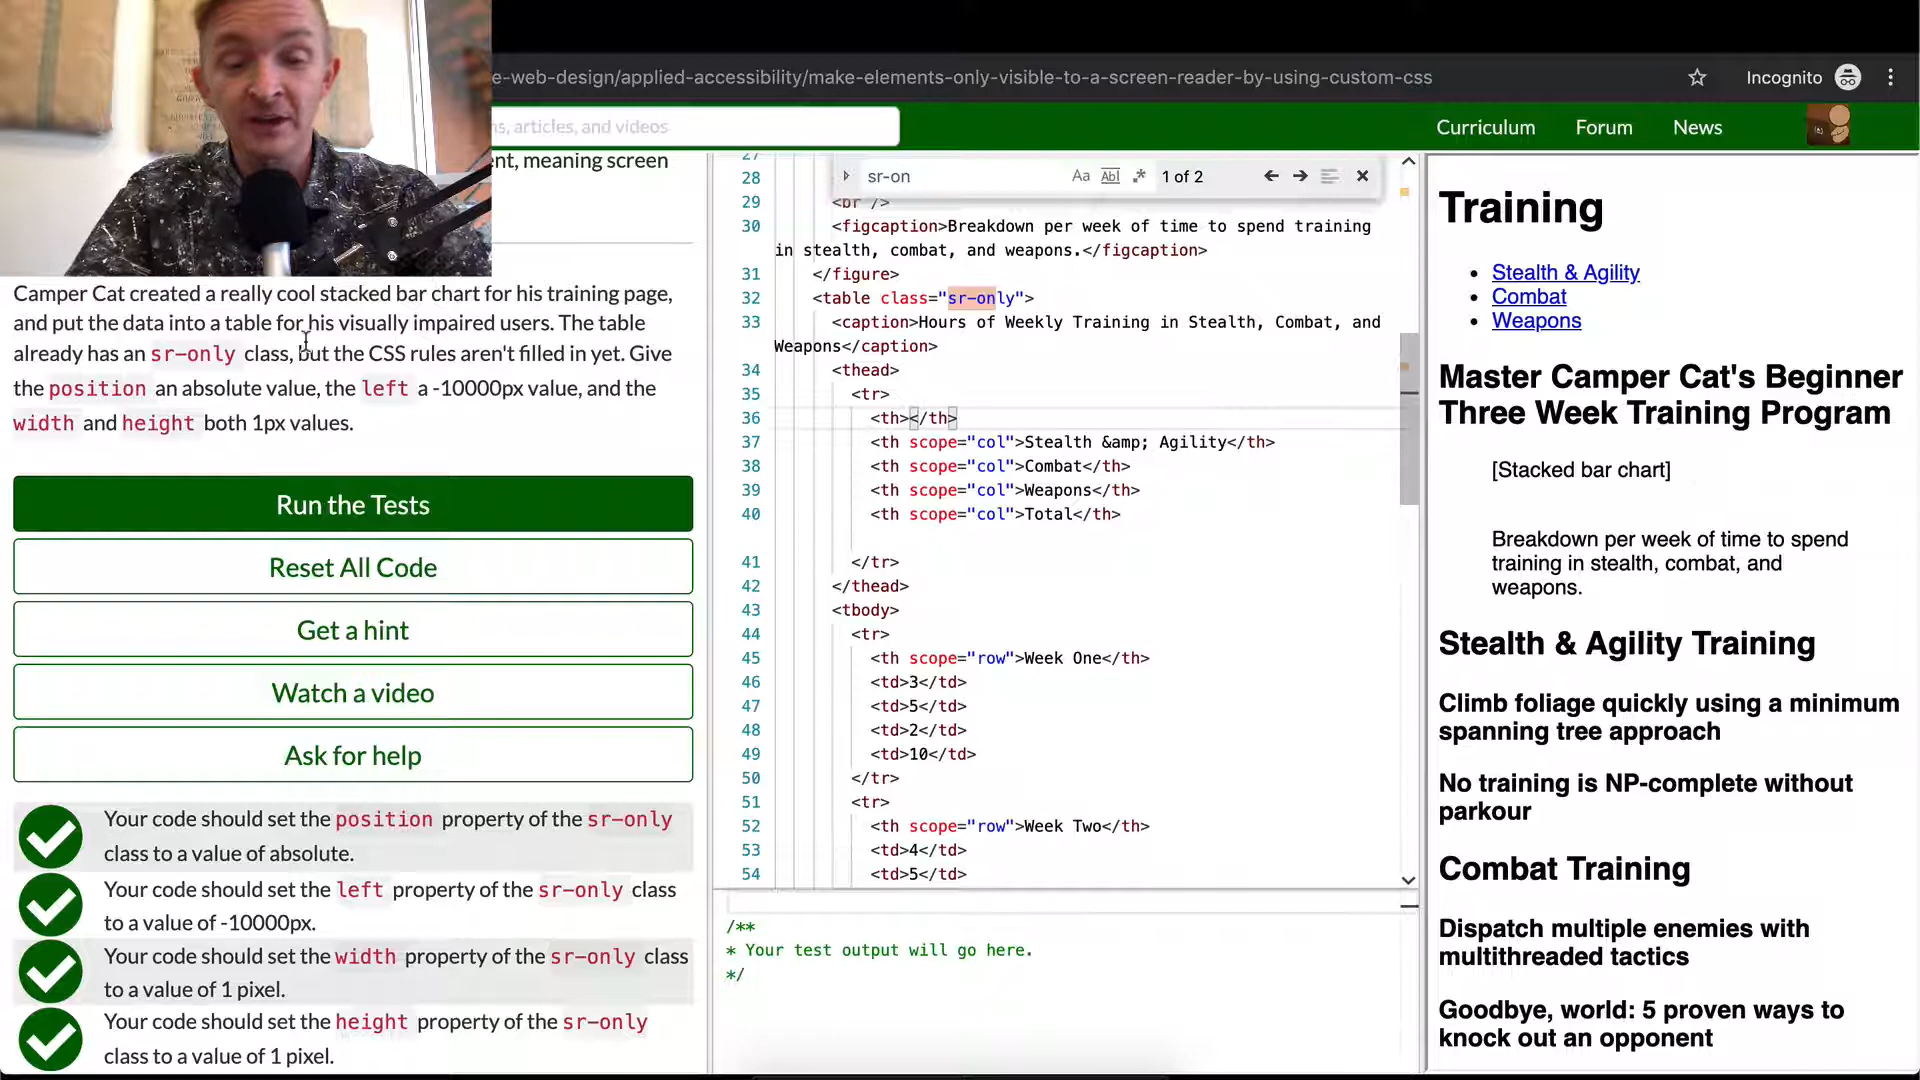 e-web-design/applied-accessibility/make-elements-only-visible-to-a-screen-reader-by-using-custom-css
Incognito
articles, and videos
Curriculum
Forum
News
meaning screen
Camper Cat created a really cool stacked bar chart for his training page,
and put the data into a table for his visually impaired users. The table
already has an sr-only class, but the CSS rules aren't filled in yet. Give
the position an absolute value, the left a -10000px value, and the
width and height both 1px values.
Run the Tests
Reset All Code
Get a hint
Watch a video
Ask for help
Your code should set the position property of the sr-only
class to a value of absolute.
Your code should set the left property of the sr-only class
to a value of -10000px.
Your code should set the width property of the sr-only class
to a value of 1 pixel.
Your code should set the height property of the sr-only
class to a value of 1 pixel.
sr-on
Aa
Abl
1 of 2
27
28
29 <br />
30 <figcaption>Breakdown per week of time to spend training
in stealth, combat, and weapons.</figcaption>
31 </figure>
32 <table class="sr-only">
33 <caption>Hours of Weekly Training in Stealth, Combat, and
Weapons</caption>
34 <thead>
35 <tr>
36 <th></th>
37 <th scope="col">Stealth &amp; Agility</th>
38 <th scope="col">Combat</th>
39 <th scope="col">Weapons</th>
40 <th scope="col">Total</th>
41 </tr>
42 </thead>
43 <tbody>
44 <tr>
45 <th scope="row">Week One</th>
46 <td>3</td>
47 <td>5</td>
48 <td>2</td>
49 <td>10</td>
50 </tr>
51 <tr>
52 <th scope="row">Week Two</th>
53 <td>4</td>
54 <td>5</td>
/**
* Your test output will go here.
*/
Training
Stealth & Agility
Combat
Weapons
Master Camper Cat's Beginner
Three Week Training Program
[Stacked bar chart]
Breakdown per week of time to spend
training in stealth, combat, and
weapons.
Stealth & Agility Training
Climb foliage quickly using a minimum
spanning tree approach
No training is NP-complete without
parkour
Combat Training
Dispatch multiple enemies with
multithreaded tactics
Goodbye, world: 5 proven ways to
knock out an opponent